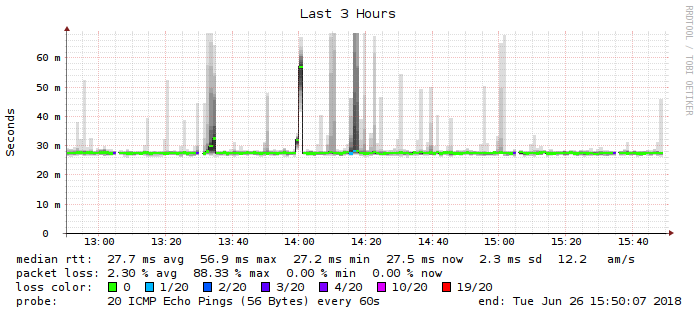 Last 3 Hours
RRDTOOL / TOBI OETIKER
Seconds
60 m
50 m
40 m
30 m
20 m
10 m
0
13:00 13:20 13:40 14:00 14:20 14:40 15:00 15:20 15:40
median rtt: 27.7 ms avg 56.9 ms max 27.2 ms min 27.5 ms now 2.3 ms sd 12.2 am/s
packet loss: 2.30 % avg 88.33 % max 0.00 % min 0.00 % now
loss color: 0 1/20 2/20 3/20 4/20 10/20 19/20
probe: 20 ICMP Echo Pings (56 Bytes) every 60s end: Tue Jun 26 15:50:07 2018